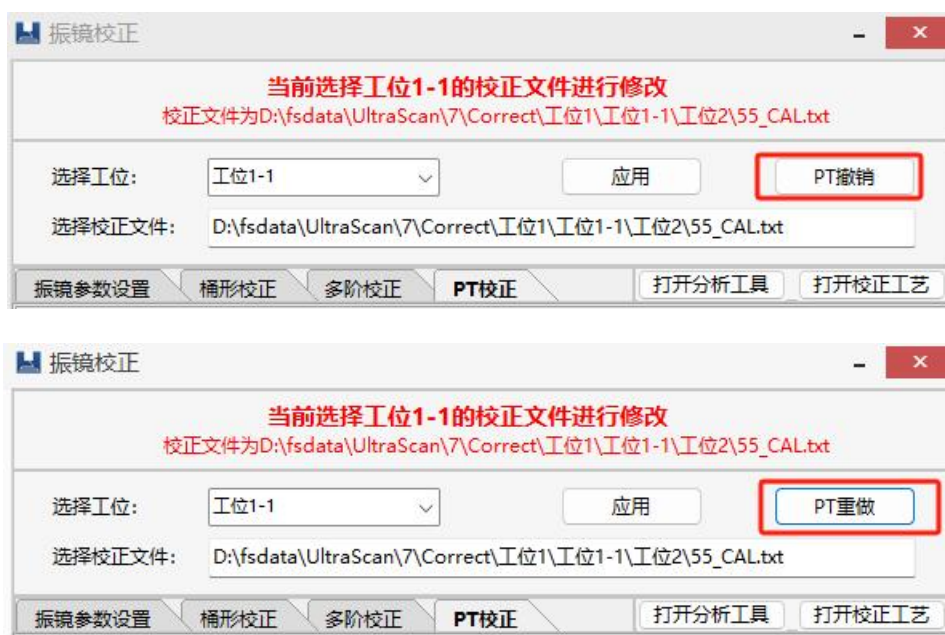 振镜校正
当前选择工位1-1的校正文件进行修改
校正文件为D:\fsdata\UltraScan\7\Correct\工位1\工位1-1\工位2\55_CAL.txt
选择工位: 工位1-1 应用 PT撤销
选择校正文件: D:\fsdata\UltraScan\7\Correct\工位1\工位1-1\工位2\55_CAL.txt
振镜参数设置 桶形校正 多阶校正 PT校正 打开分析工具 打开校正工艺
振镜校正
当前选择工位1-1的校正文件进行修改
校正文件为D:\fsdata\UltraScan\7\Correct\工位1\工位1-1\工位2\55_CAL.txt
选择工位: 工位1-1 应用 PT重做
选择校正文件: D:\fsdata\UltraScan\7\Correct\工位1\工位1-1\工位2\55_CAL.txt
振镜参数设置 桶形校正 多阶校正 PT校正 打开分析工具 打开校正工艺